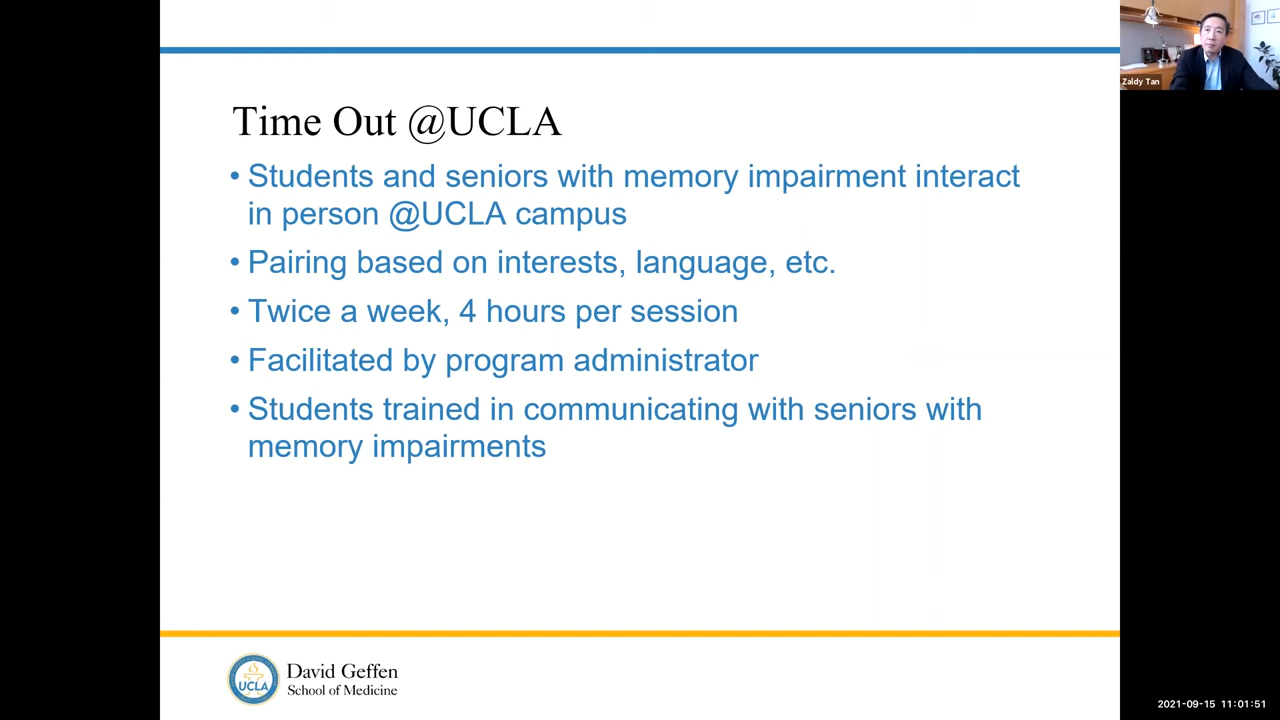 Zaldy Tan
Time Out @UCLA
• Students and seniors with memory impairment interact
in person @UCLA campus
• Pairing based on interests, language, etc.
• Twice a week, 4 hours per session
• Facilitated by program administrator
• Students trained in communicating with seniors with
memory impairments
UCLA
David Geffen
School of Medicine
2021-09-15 11:01:51